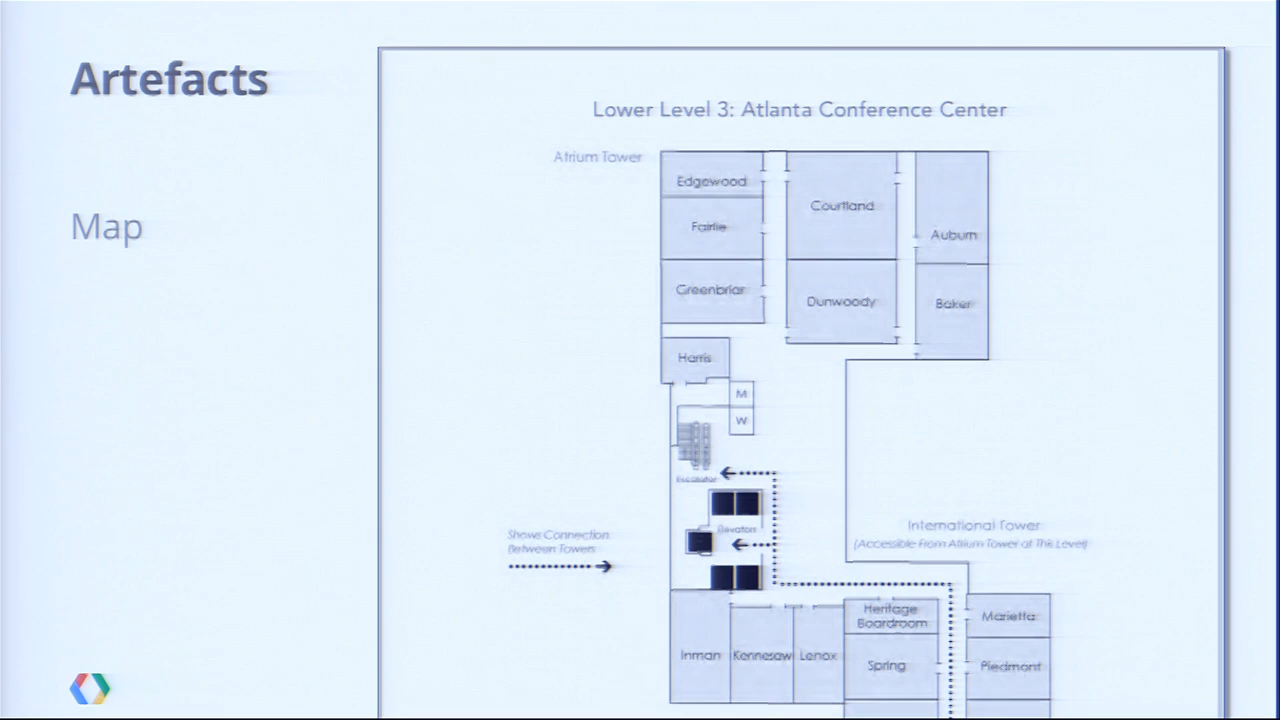 Artefacts
Map
Lower Level 3: Atlanta Conference Center
Atrium Tower
Edgewood
Courtland
Fairlie
Auburn
Greenbriar
Dunwoody
Baker
Harris
M
W
Escalator
Elevators
Shows Connection
Between Towers
International Tower
(Accessible From Atrium Tower at This Level)
Heritage
Boardroom
Marietta
Inman
Kennesaw
Lenox
Spring
Piedmont